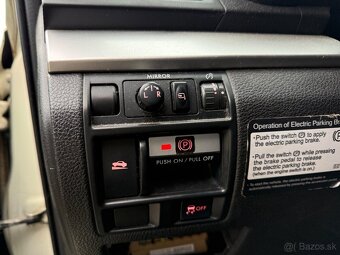 MIRROR
L R
P
PUSH ON / PULL OFF
OFF
Operation of Electric Parking
•Push the switch (P) to apply
the electric parking brake.
•Pull the switch (P) while pressing
the brake pedal to release
the electric parking brake.
(when the engine switch is on)
bazos.sk